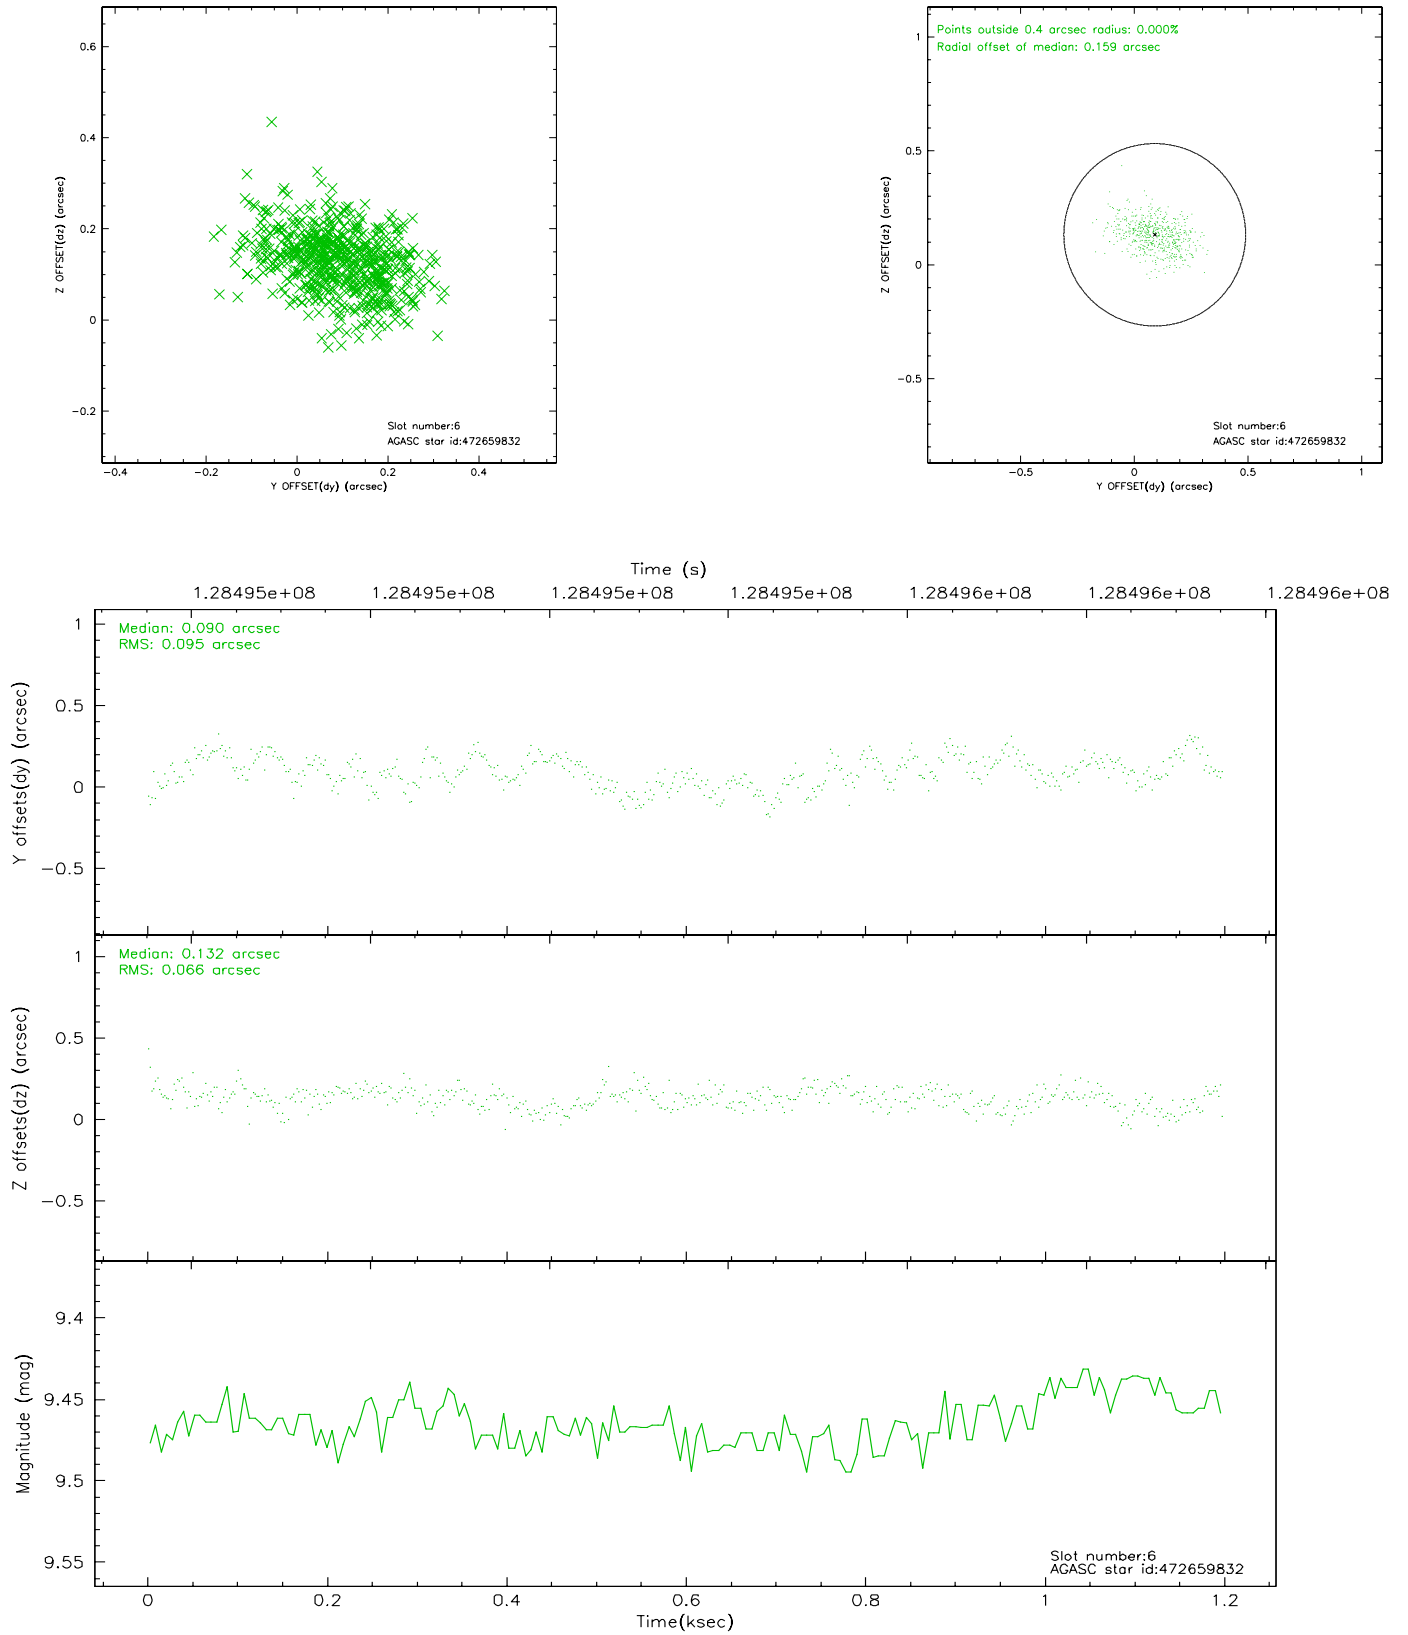 0.6
0.4
0.2
0
−0.2
Z OFFSET(dz) (arcsec)
Slot number:6
AGASC star id:472659832
−0.4 −0.2 0 0.2 0.4
Y OFFSET(dy) (arcsec)
Points outside 0.4 arcsec radius: 0.000%
Radial offset of median: 0.159 arcsec
1
0.5
0
−0.5
Z OFFSET(dz) (arcsec)
Slot number:6
AGASC star id:472659832
−0.5 0 0.5 1
Y OFFSET(dy) (arcsec)
Time (s)
1.28495e+08 1.28495e+08 1.28495e+08 1.28495e+08 1.28496e+08 1.28496e+08 1.28496e+08
Median: 0.090 arcsec
RMS: 0.095 arcsec
1
0.5
0
−0.5
Y offsets(dy) (arcsec)
Median: 0.132 arcsec
RMS: 0.066 arcsec
1
0.5
0
−0.5
Z offsets(dz) (arcsec)
9.4
9.45
9.5
9.55
Magnitude (mag)
Slot number:6
AGASC star id:472659832
0 0.2 0.4 0.6 0.8 1 1.2
Time(ksec)